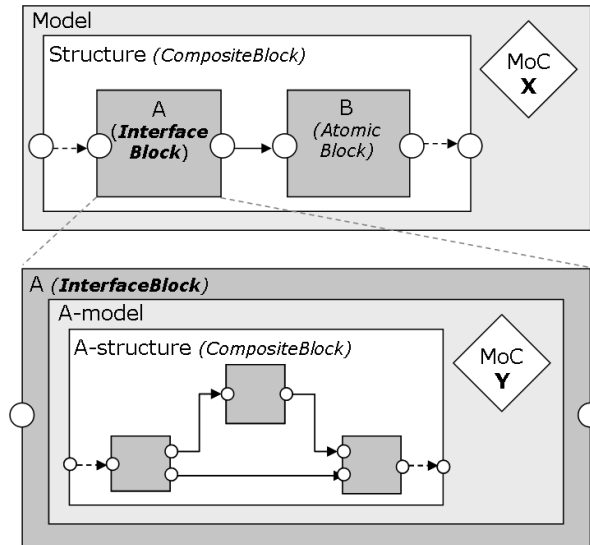 Model
Structure (CompositeBlock)
MoC
X
A
(Interface
Block)
B
(Atomic
Block)
A (InterfaceBlock)
A-model
A-structure (CompositeBlock)
MoC
Y